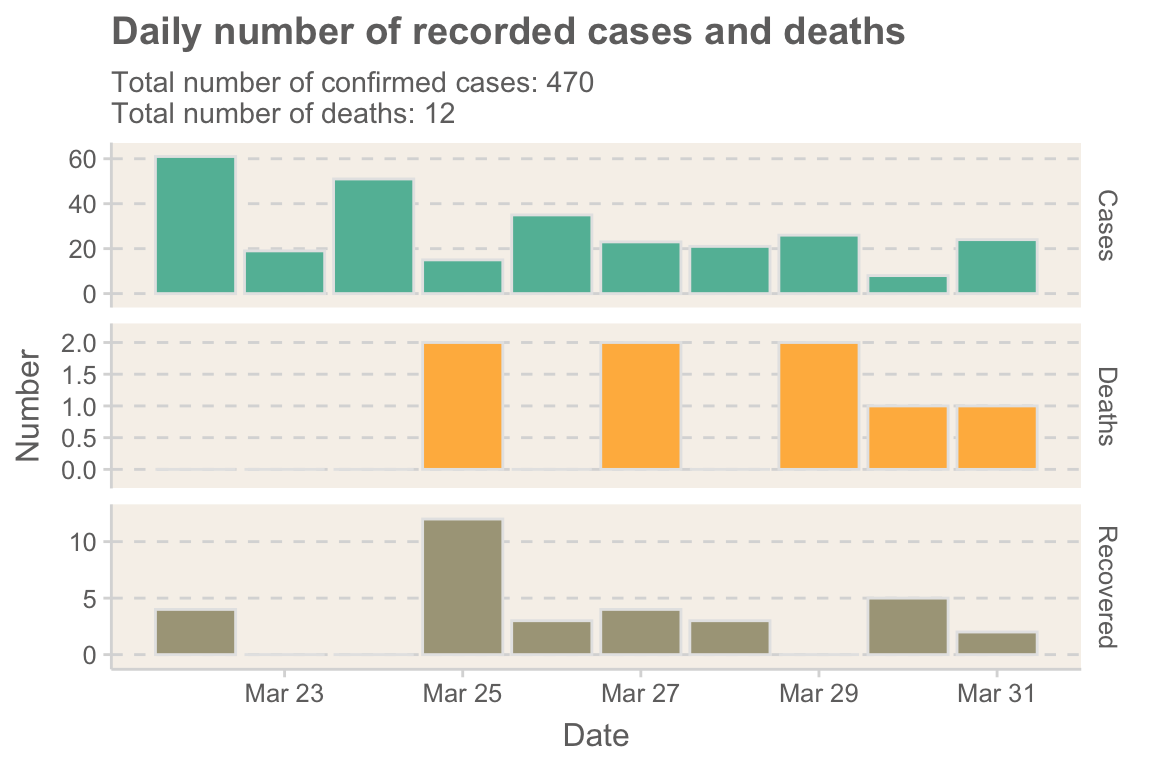 Daily number of recorded cases and deaths
Total number of confirmed cases: 470
Total number of deaths: 12
60
40
20
0
Cases
Number
2.0
1.5
1.0
0.5
0.0
Deaths
10
5
0
Recovered
Mar 23
Mar 25
Mar 27
Mar 29
Mar 31
Date